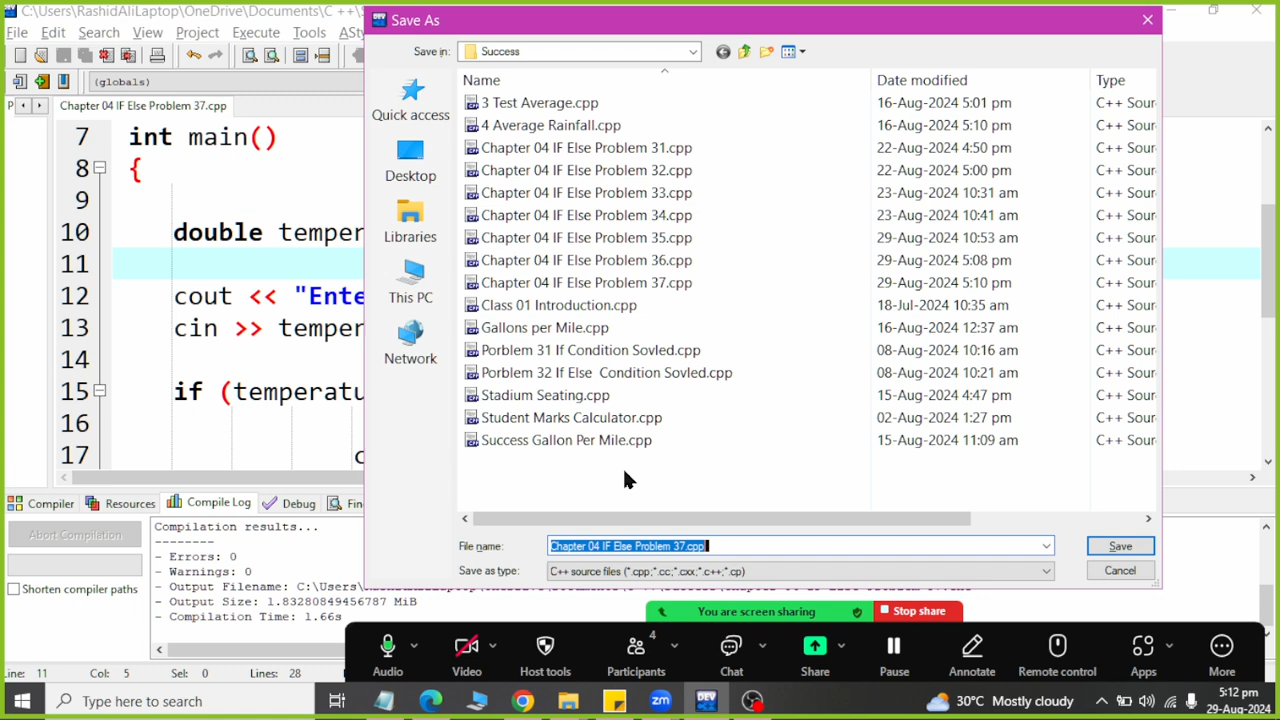 C:\Users\RashidAliLaptop\OneDrive\Documents\C ++\S
File Edit Search View Project Execute Tools ASty
(globals)
P Chapter 04 IF Else Problem 37.cpp
7 int main()
8 {
9
10 double temper
11
12 cout << "Ente
13 cin >> temper
14
15 if (temperatu
16
17 c
Compiler Resources Compile Log Debug Fin
Abort Compilation
Shorten compiler paths
Compilation results...
--------
- Errors: 0
- Warnings: 0
- Output Filename: C:\Users\
- Output Size: 1.83280849456787 MiB
- Compilation Time: 1.66s
Line: 11 Col: 5 Sel: 0 Lines: 28
Save As
Save in: Success
Quick access
Desktop
Libraries
This PC
Network
Name Date modified Type
3 Test Average.cpp 16-Aug-2024 5:01 pm C++ Sour
4 Average Rainfall.cpp 16-Aug-2024 5:10 pm C++ Sour
Chapter 04 IF Else Problem 31.cpp 22-Aug-2024 4:50 pm C++ Sour
Chapter 04 IF Else Problem 32.cpp 22-Aug-2024 5:00 pm C++ Sour
Chapter 04 IF Else Problem 33.cpp 23-Aug-2024 10:31 am C++ Sour
Chapter 04 IF Else Problem 34.cpp 23-Aug-2024 10:41 am C++ Sour
Chapter 04 IF Else Problem 35.cpp 29-Aug-2024 10:53 am C++ Sour
Chapter 04 IF Else Problem 36.cpp 29-Aug-2024 5:08 pm C++ Sour
Chapter 04 IF Else Problem 37.cpp 29-Aug-2024 5:10 pm C++ Sour
Class 01 Introduction.cpp 18-Jul-2024 10:35 am C++ Sour
Gallons per Mile.cpp 16-Aug-2024 12:37 am C++ Sour
Porblem 31 If Condition Sovled.cpp 08-Aug-2024 10:16 am C++ Sour
Porblem 32 If Else  Condition Sovled.cpp 08-Aug-2024 10:21 am C++ Sour
Stadium Seating.cpp 15-Aug-2024 4:47 pm C++ Sour
Student Marks Calculator.cpp 02-Aug-2024 1:27 pm C++ Sour
Success Gallon Per Mile.cpp 15-Aug-2024 11:09 am C++ Sour
File name: Chapter 04 IF Else Problem 37.cpp Save
Save as type: C++ source files (*.cpp;*.cc;*.cxx;*.c++;*.cp) Cancel
You are screen sharing Stop share
4
Audio Video Host tools Participants Chat Share Pause Annotate Remote control Apps More
Type here to search
DEV
zm
30°C Mostly cloudy
5:12 pm
29-Aug-2024